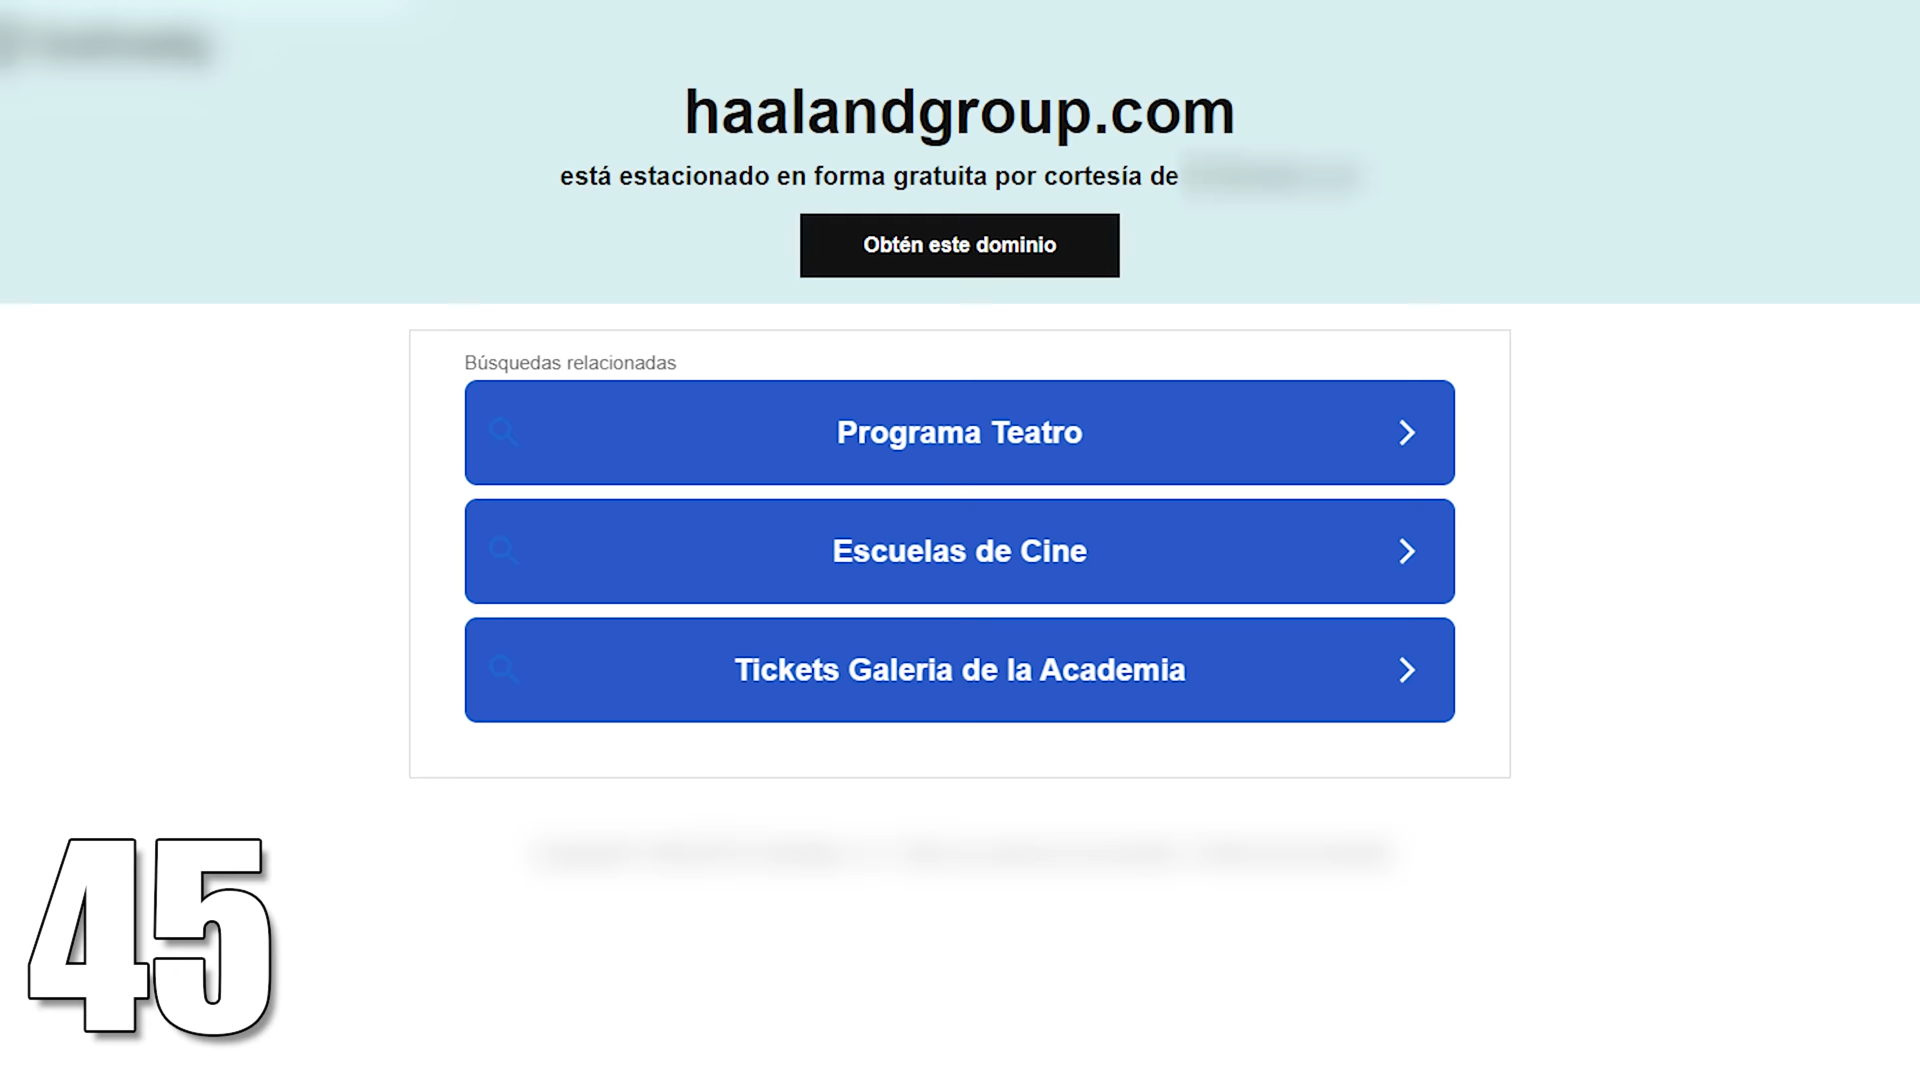 haalandgroup.com
está estacionado en forma gratuita por cortesía de
Obtén este dominio
Búsquedas relacionadas
Programa Teatro
Escuelas de Cine
Tickets Galeria de la Academia
45